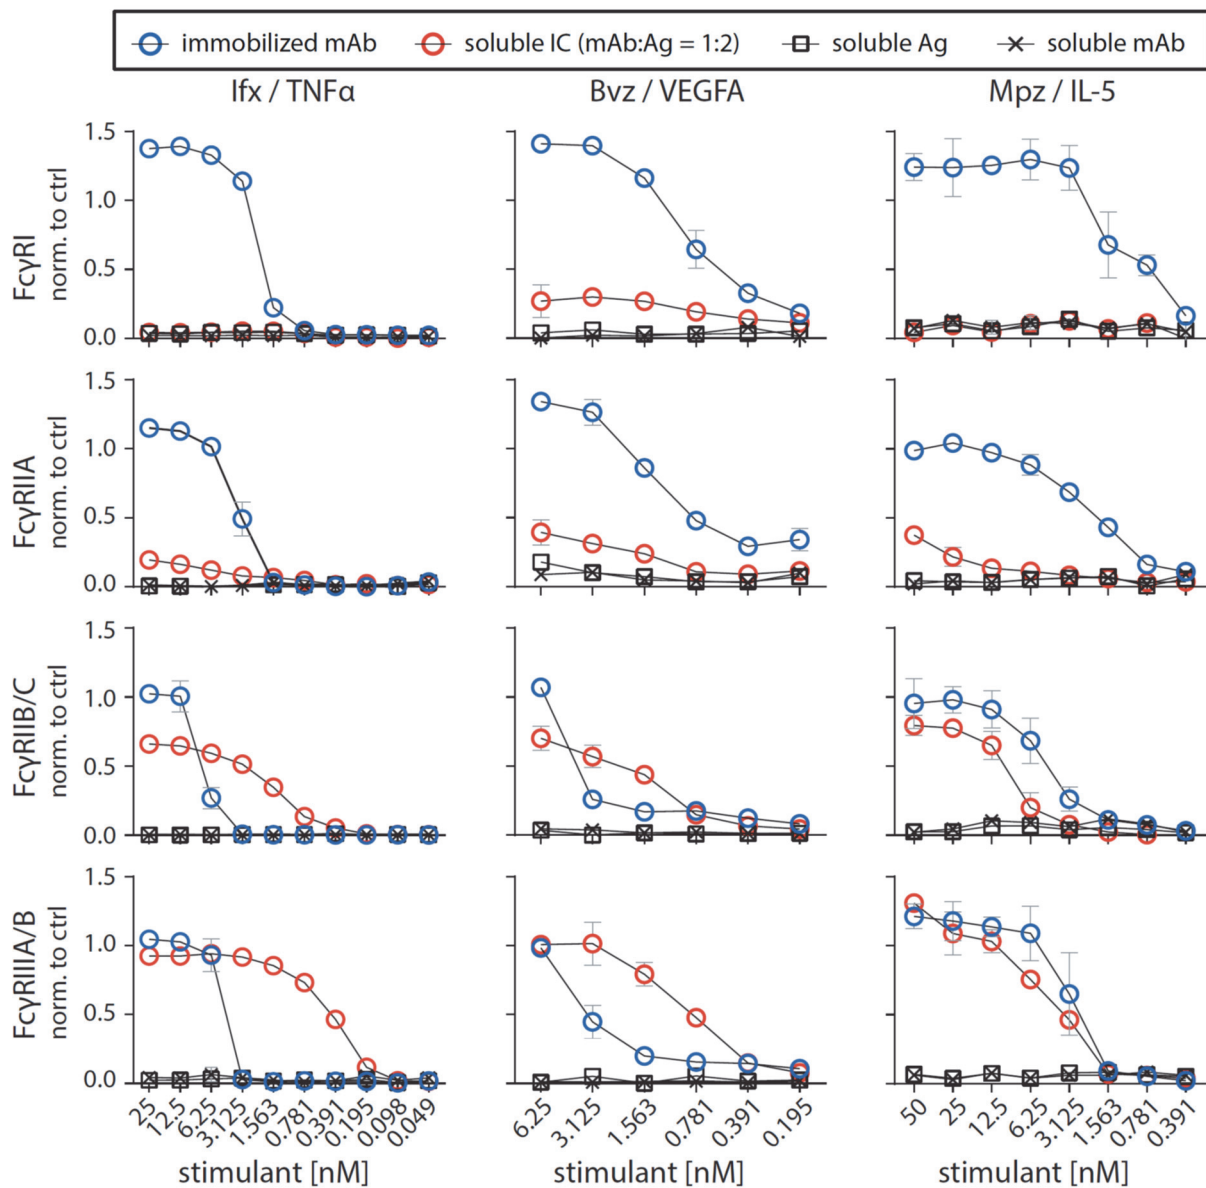 immobilized mAb soluble IC (mAb:Ag = 1:2) soluble Ag soluble mAb
Ifx / TNFα Bvz / VEGFA Mpz / IL-5
FcγRI
norm. to ctrl
1.5
1.0
0.5
0.0
FcγRIIA
norm. to ctrl
1.5
1.0
0.5
0.0
FcγRIIB/C
norm. to ctrl
1.5
1.0
0.5
0.0
FcγRIIIA/B
norm. to ctrl
1.5
1.0
0.5
0.0
25 12.5 6.25 3.125 1.563 0.781 0.391 0.195 0.098 0.049
6.25 3.125 1.563 0.781 0.391 0.195
50 25 12.5 6.25 3.125 1.563 0.781 0.391
stimulant [nM] stimulant [nM] stimulant [nM]